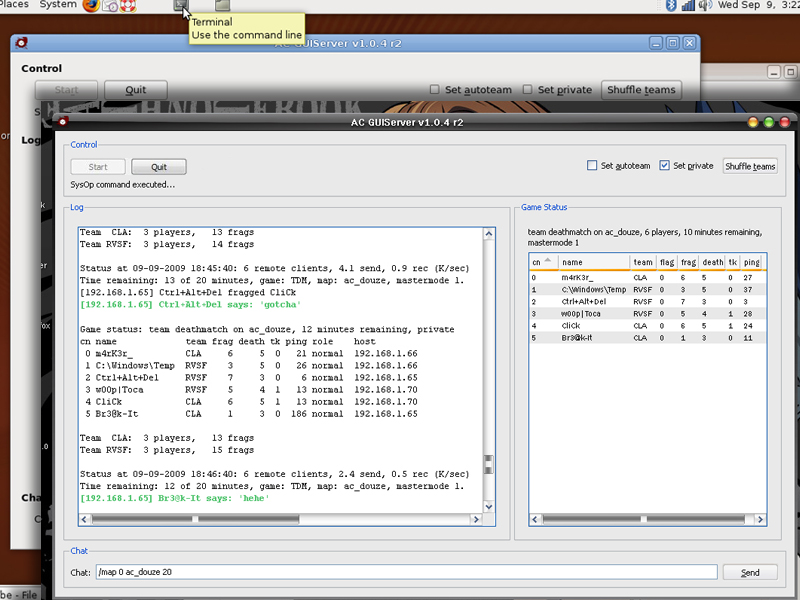 Places System Wed Sep 9, 3:22
Terminal
Use the command line
AC GUIServer v1.0.4 r2
Control
Start Quit Set autoteam Set private Shuffle teams
AC GUIServer v1.0.4 r2
Control
Start Quit Set autoteam Set private Shuffle teams
SysOp command executed...
Log
Team CLA: 3 players, 13 frags
Team RVSF: 3 players, 14 frags
Status at 09-09-2009 18:45:40: 6 remote clients, 4.1 send, 0.9 rec (K/sec)
Time remaining: 13 of 20 minutes, game: TDM, map: ac_douze, mastermode 1.
[192.168.1.65] Ctrl+Alt+Del fragged CliCk
[192.168.1.65] Ctrl+Alt+Del says: 'gotcha'
Game status: team deathmatch on ac_douze, 12 minutes remaining, private
cn name team frag death tk ping role host
0 m4rK3r_ CLA 6 5 0 21 normal 192.168.1.66
1 C:\Windows\Temp RVSF 3 5 0 26 normal 192.168.1.66
2 Ctrl+Alt+Del RVSF 7 3 0 6 normal 192.168.1.65
3 w00p|Toca RVSF 5 4 1 13 normal 192.168.1.70
4 CliCk CLA 6 5 1 13 normal 192.168.1.70
5 Br3@k-It CLA 1 3 0 186 normal 192.168.1.65
Team CLA: 3 players, 13 frags
Team RVSF: 3 players, 15 frags
Status at 09-09-2009 18:46:40: 6 remote clients, 2.4 send, 0.5 rec (K/sec)
Time remaining: 12 of 20 minutes, game: TDM, map: ac_douze, mastermode 1.
[192.168.1.65] Br3@k-It says: 'hehe'
Game Status
team deathmatch on ac_douze, 6 players, 10 minutes remaining,
mastermode 1
cn name team flag frag death tk ping
0 m4rK3r_ CLA 0 6 5 0 27
1 C:\Windows\Temp RVSF 0 3 5 0 37
2 Ctrl+Alt+Del RVSF 0 7 3 0 3
3 w00p|Toca RVSF 0 5 4 1 28
4 CliCk CLA 0 6 5 1 24
5 Br3@k-It CLA 0 1 3 0 11
Chat
Chat: /map 0 ac_douze 20 Send
be - File